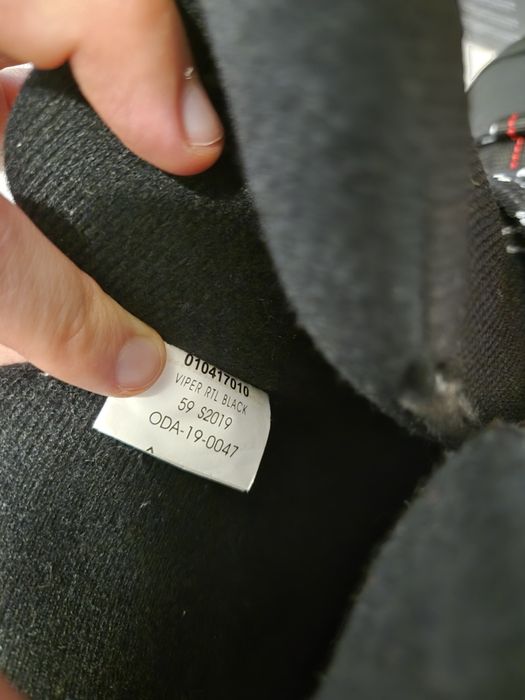 010417010
VIPER RTL BLACK
59 S2019
ODA-19-0047